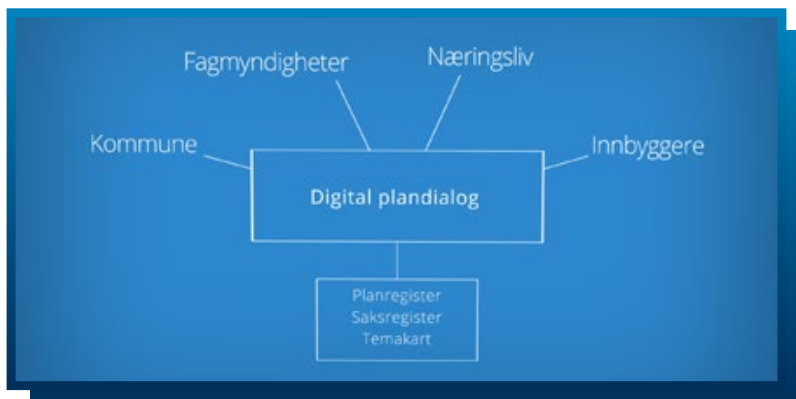 Fagmyndigheter
Næringsliv
Kommune
Innbyggere
Digital plandialog
Planregister
Saksregister
Temakart